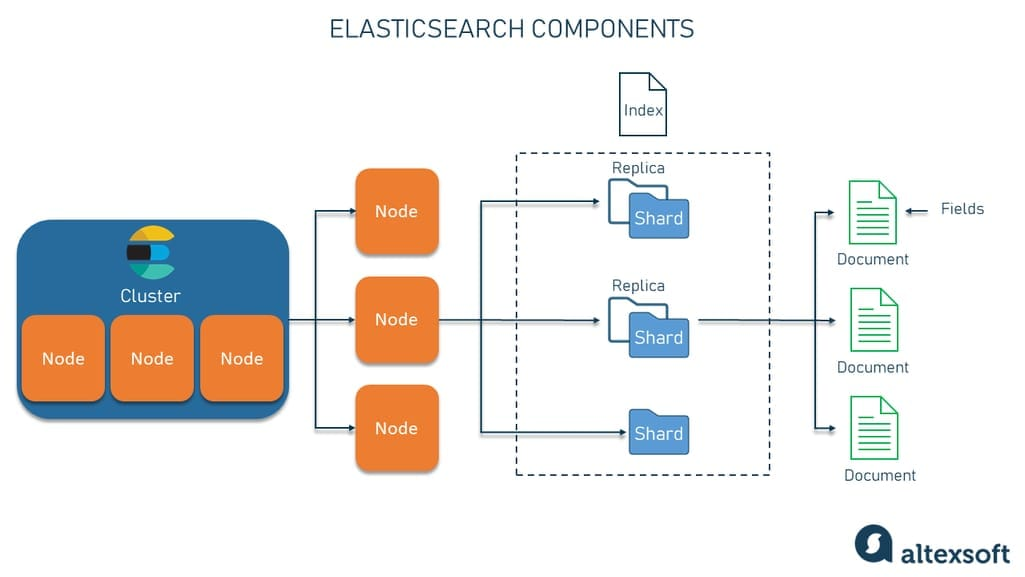 ELASTICSEARCH COMPONENTS
Index
Cluster
Node
Node
Node
Node
Node
Node
Replica
Shard
Replica
Shard
Shard
Document
Fields
Document
Document
altexsoft